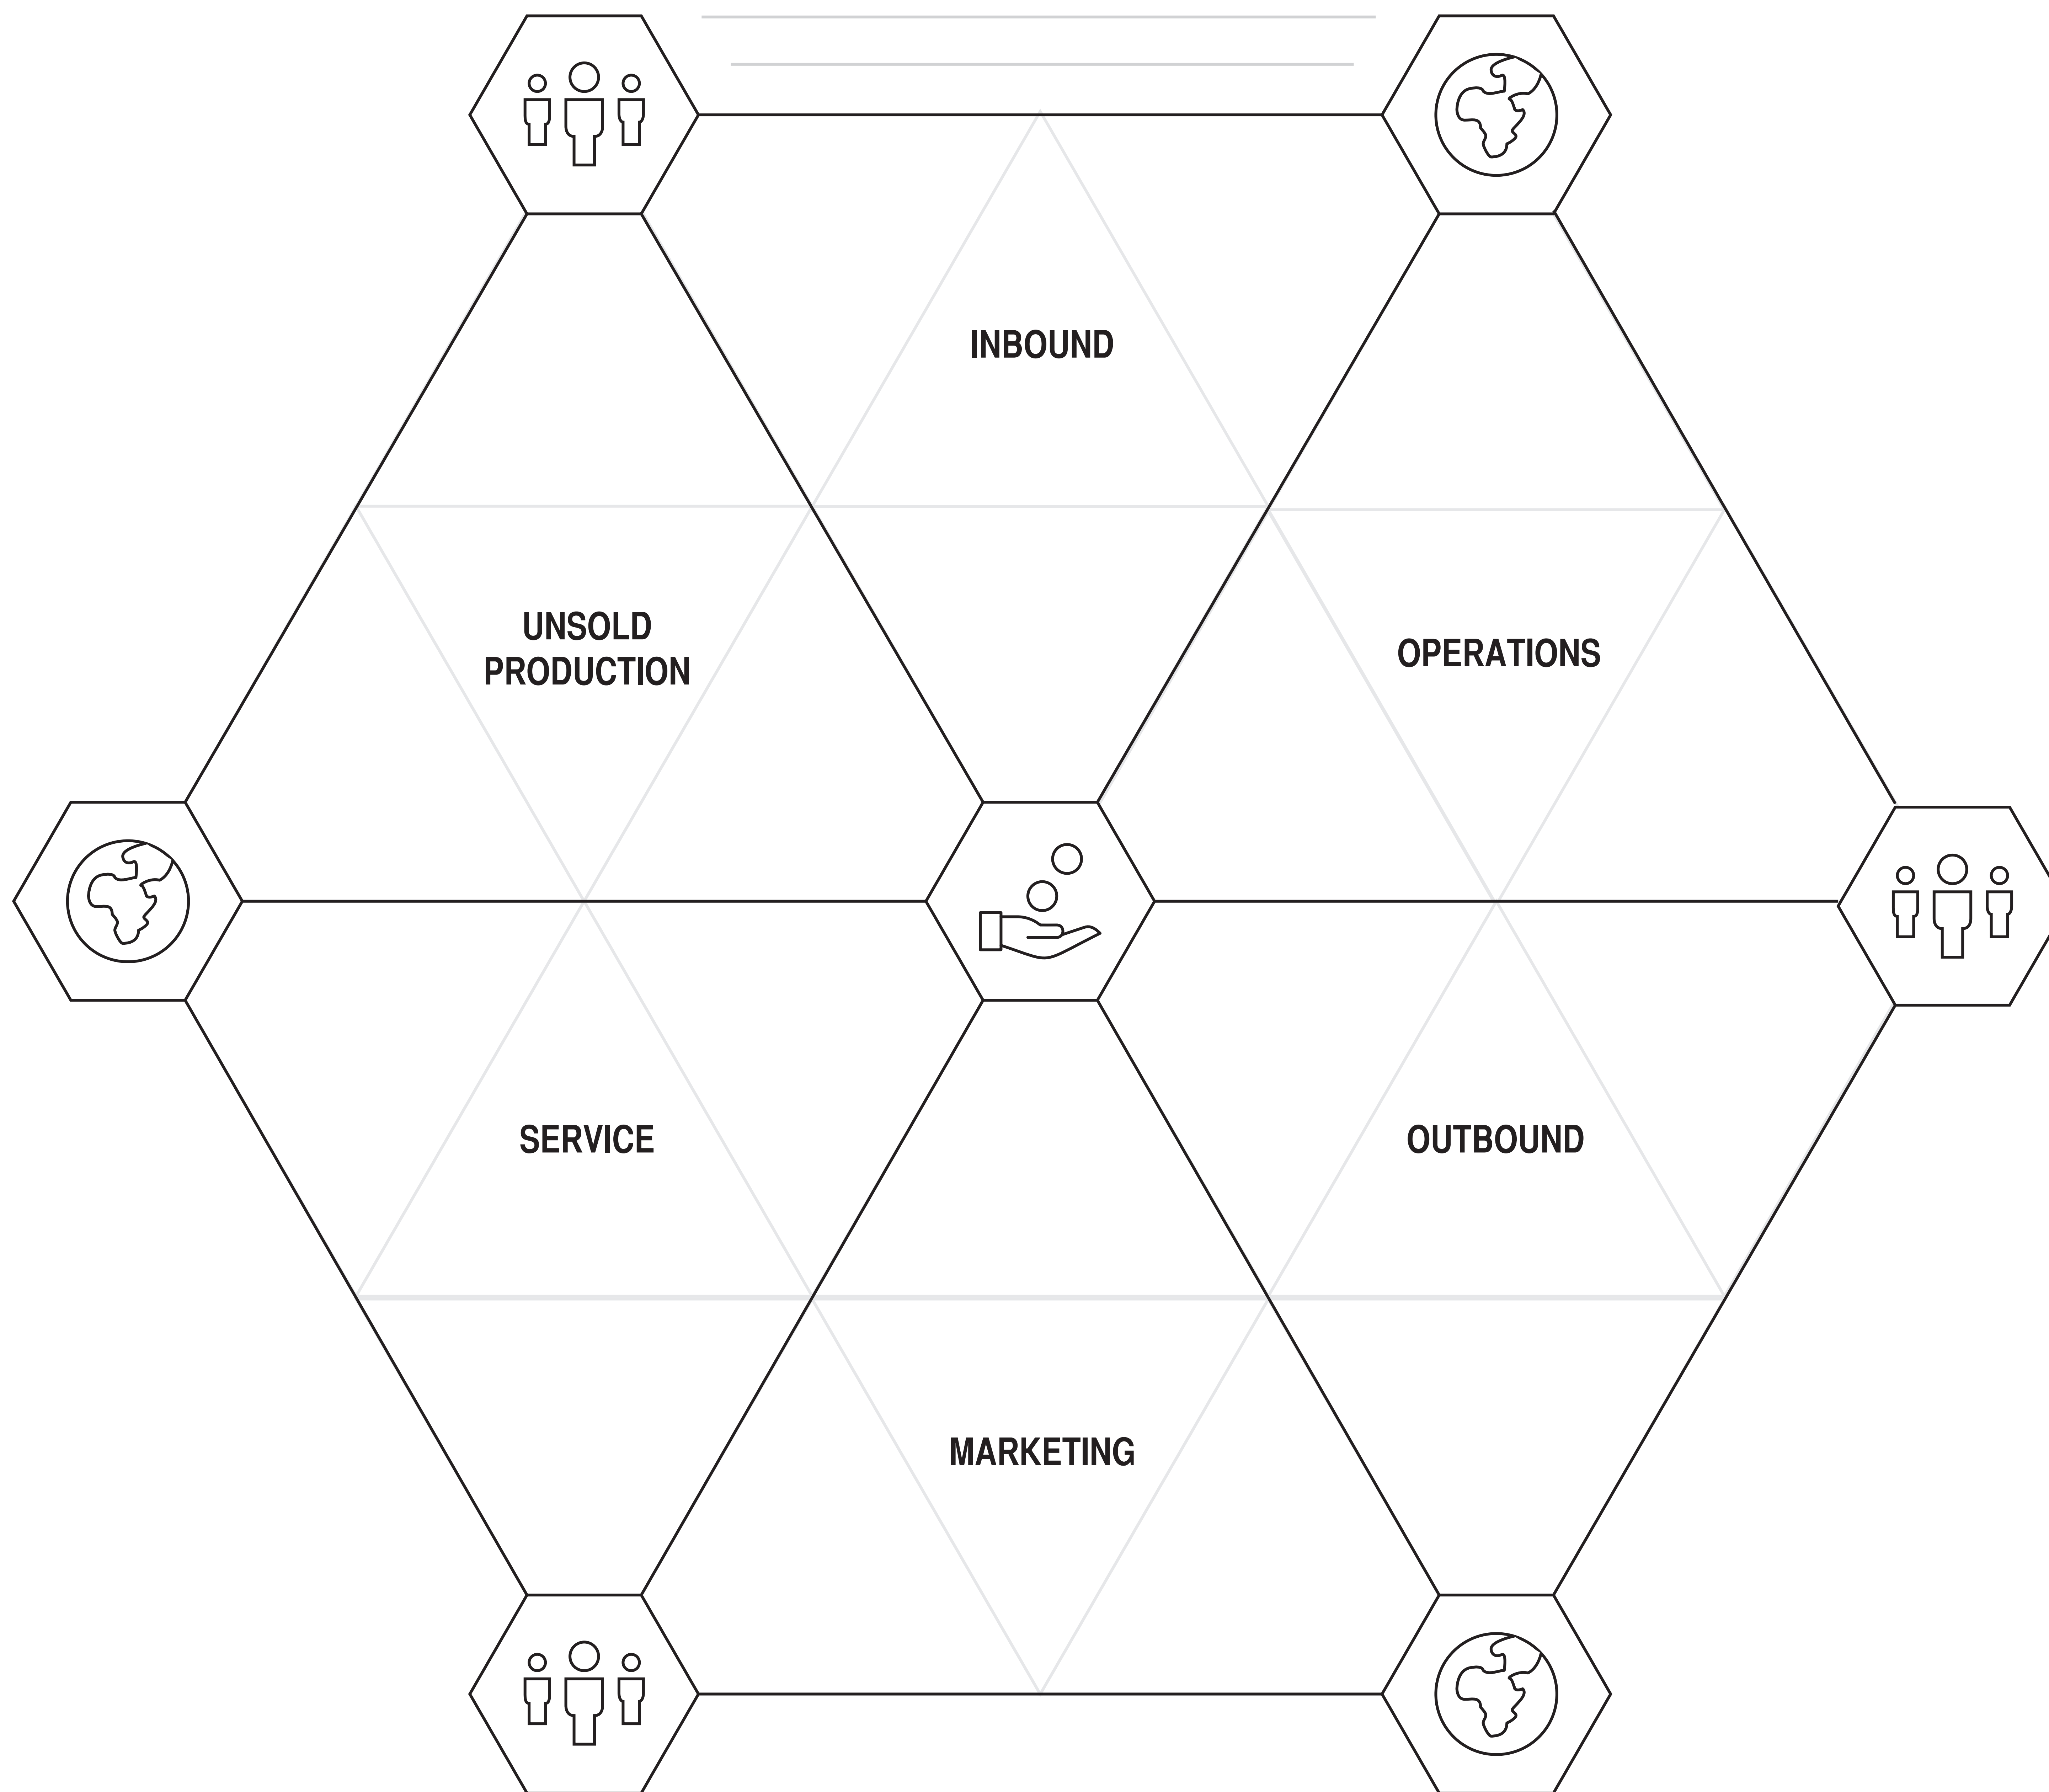 INBOUND
UNSOLD
PRODUCTION
OPERATIONS
SERVICE
OUTBOUND
MARKETING